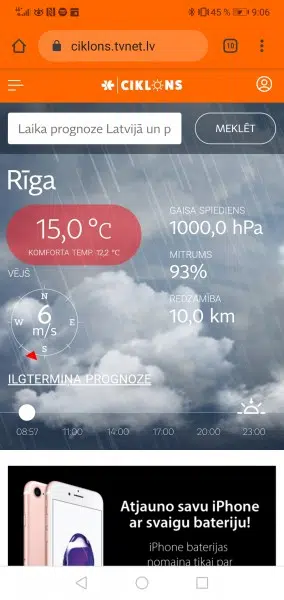 45 % 9:06
ciklons.tvnet.lv
10
CIKLONS
Laika prognoze Latvijā un p
MEKLĒT
Rīga
15,0 °C
KOMFORTA TEMP. 12,2 °C
GAISA SPIEDIENS
1000,0 hPa
MITRUMS
93%
REDZAMĪBA
10,0 km
VĒJŠ
N
W
6
m/s
E
S
ILGTERMIŅA PROGNOZE
08:57 11:00 14:00 17:00 20:00 23:00
Atjauno savu iPhone
ar svaigu bateriju!
iPhone baterijas
nomaiņa tikai par